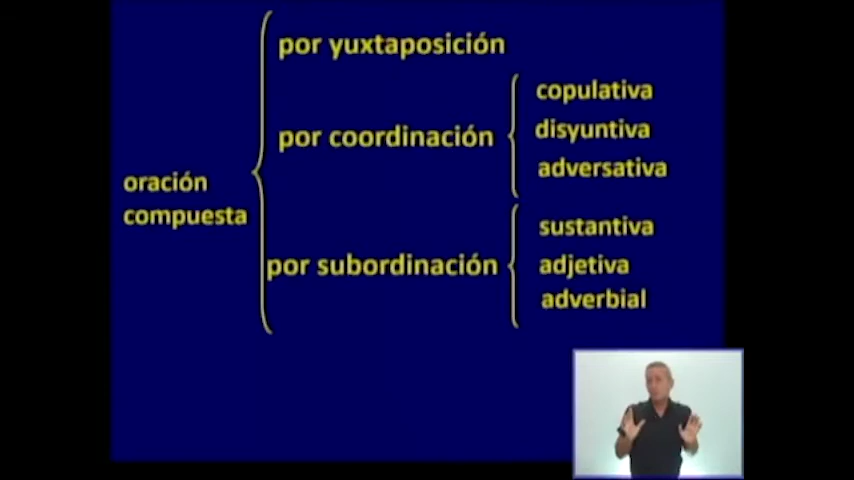 por yuxtaposición
copulativa
por coordinación
disyuntiva
adversativa
oración
compuesta
sustantiva
por subordinación
adjetiva
adverbial